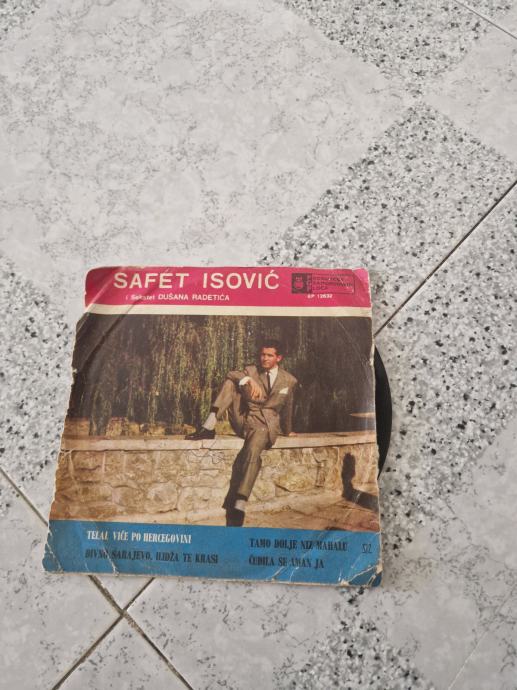 SAFET ISOVIĆ
i Sekstet DUŠANA RADETIĆA
EP 12632
TELAL VIČE PO HERCEGOVINI
DIVNO SARAJEVO, ILIDŽA TE KRASI
TAMO DOLJE NIZ MAHALU
ČUDILA SE AMAN JA